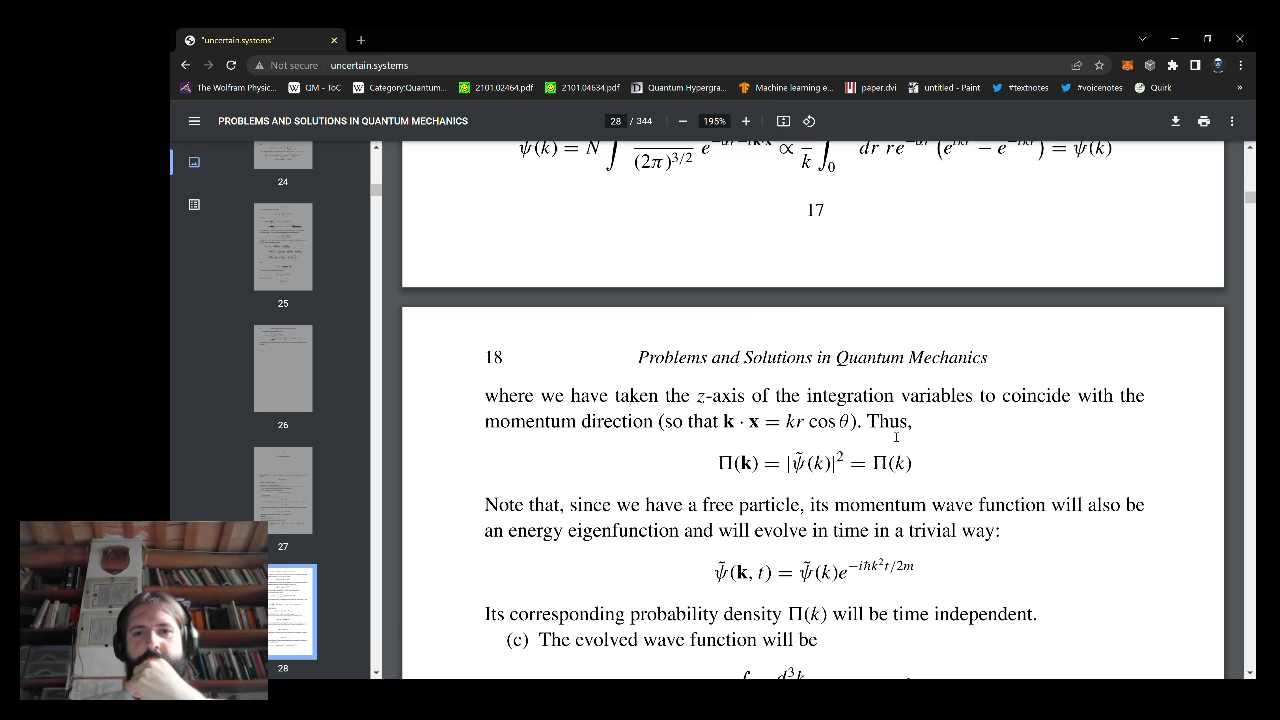 "uncertain.systems"
Not secure uncertain.systems
The Wolfram Physic... QM - IoC Category:Quantum... 2101.02464.pdf 2101.04634.pdf Quantum Hypergra... Machine learning e... paper.dvi untitled - Paint #textnotes #voicenotes Quirk »
PROBLEMS AND SOLUTIONS IN QUANTUM MECHANICS 28 / 344 195%
24
25
26
27
28
17
18 Problems and Solutions in Quantum Mechanics
where we have taken the z-axis of the integration variables to coincide with the
momentum direction (so that k · x = kr cos θ). Thus,
Π(k) = |ψ̃(k)|² = Π(k)
Note that, since we have a free particle, its momentum wave function will also be
an energy eigenfunction and will evolve in time in a trivial way:
Its corresponding probability density Π(k) will be time independent.
(c) The evolved wave function will be